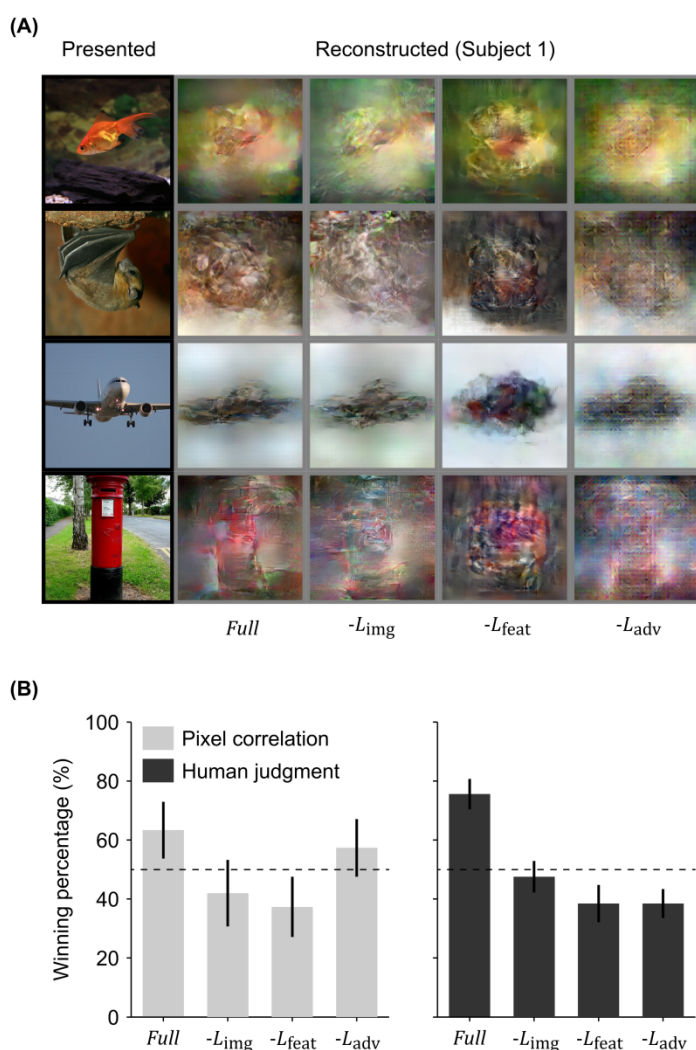 (A)
Presented Reconstructed (Subject 1)
Full -Limg -Lfeat -Ladv
(B)
Winning percentage (%)
100
80
60
40
20
0
Pixel correlation
Human judgment
Full -Limg -Lfeat -Ladv Full -Limg -Lfeat -Ladv